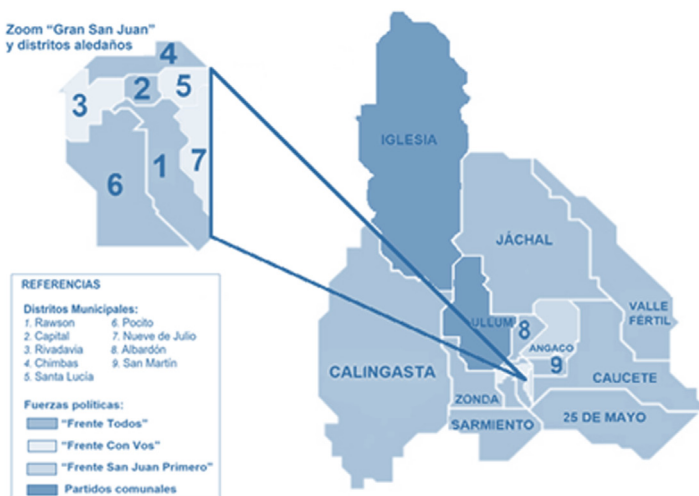 Zoom “Gran San Juan”
y distritos aledaños
4
2
5
3
1
7
6
IGLESIA
JÁCHAL
VALLE
FÉRTIL
ULLUM
8
ANGACO
9
CALINGASTA
CAUCETE
ZONDA
SARMIENTO
25 DE MAYO
REFERENCIAS
Distritos Municipales:
1. Rawson
2. Capital
3. Rivadavia
4. Chimbas
5. Santa Lucía
6. Pocito
7. Nueve de Julio
8. Albardón
9. San Martín
Fuerzas políticas:
“Frente Todos”
“Frente Con Vos”
“Frente San Juan Primero”
Partidos comunales